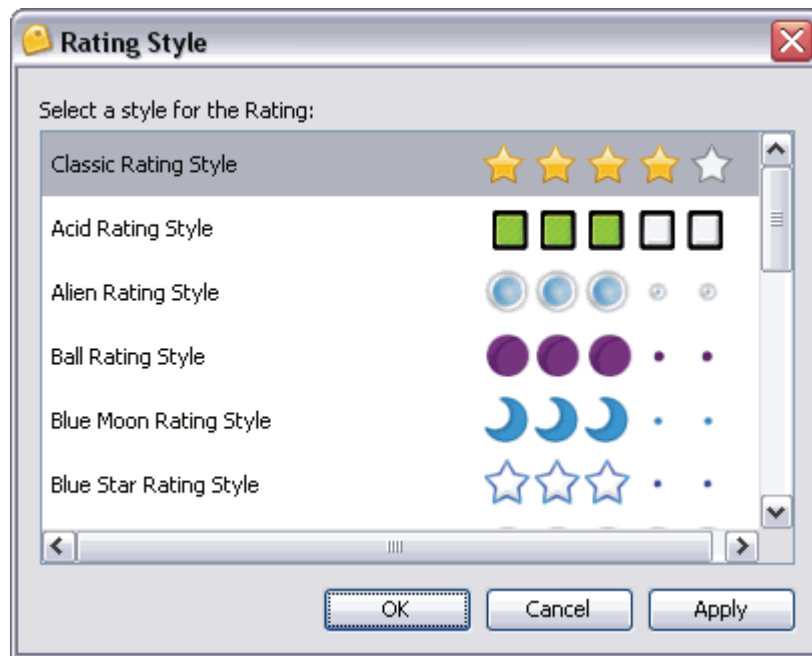 Rating Style
Select a style for the Rating:
Classic Rating Style
Acid Rating Style
Alien Rating Style
Ball Rating Style
Blue Moon Rating Style
Blue Star Rating Style
OK Cancel Apply